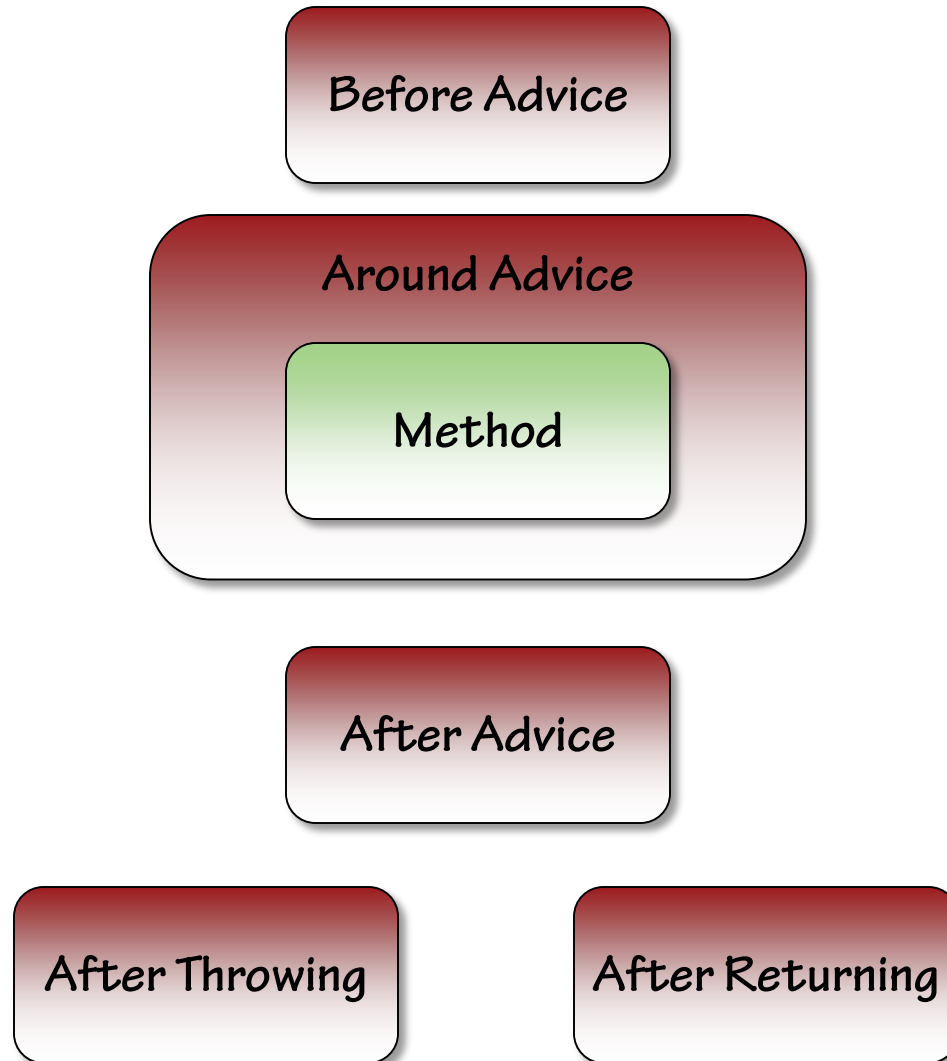 Before Advice
Around Advice
Method
After Advice
After Throwing
After Returning